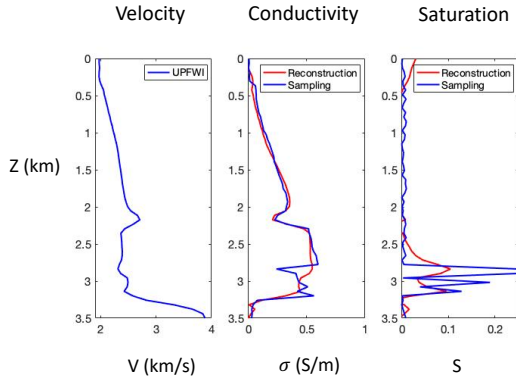 Velocity Conductivity Saturation
UPFWI
Reconstruction
Sampling
Reconstruction
Sampling
Z (km)
0
0.5
1
1.5
2
2.5
3.0
3.5
0
0.5
1
1.5
2
2.5
3.0
3.5
0
0.5
1
1.5
2
2.5
3.0
3.5
2 3 4
0 0.5 1
0 0.1 0.2
V (km/s) σ (S/m) S